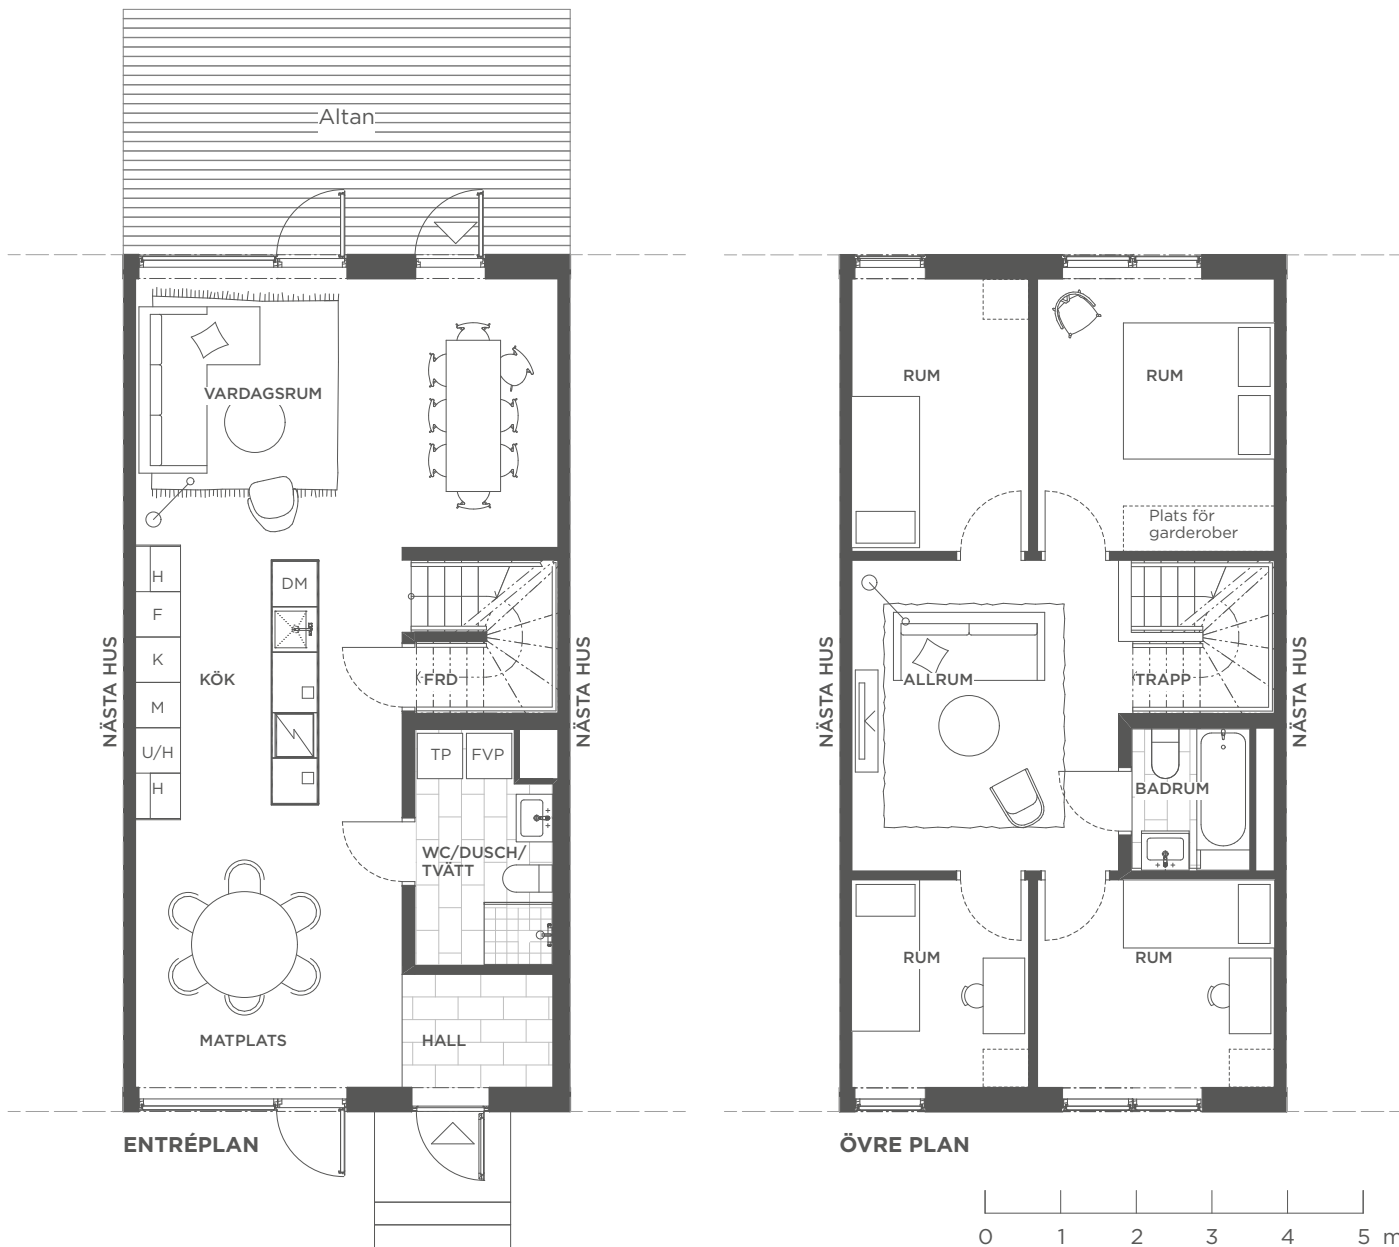 Altan
VARDAGSRUM
H
F
K
M
U/H
H
KÖK
DM
FRD
TP
FVP
WC/DUSCH/
TVÄTT
MATPLATS
HALL
NÄSTA HUS
NÄSTA HUS
ENTRÉPLAN
RUM
RUM
Plats för
garderober
ALLRUM
TRAPP
BADRUM
RUM
RUM
NÄSTA HUS
NÄSTA HUS
ÖVRE PLAN
0 1 2 3 4 5 m